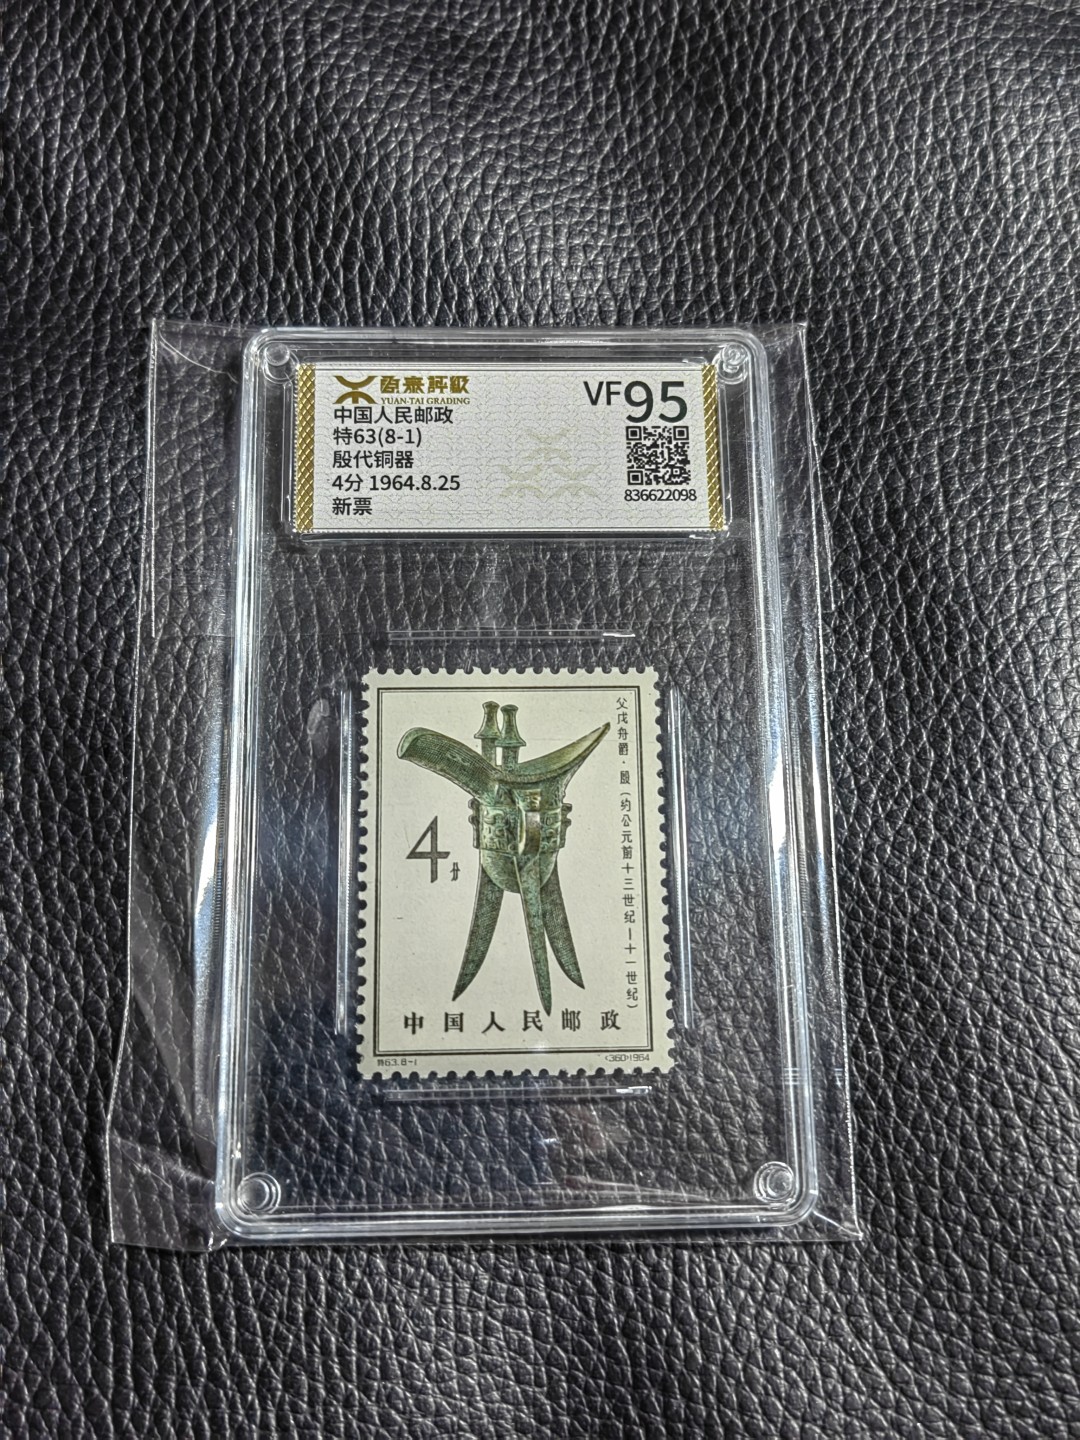 源泰評級
YUAN-TAI GRADING
VF95
中国人民邮政
特63(8-1)
殷代铜器
4分 1964.8.25
新票
836622098
父戊舟爵·殷(约公元前十三世纪—十一世纪)
4分
中国人民邮政
特63.8-1
(360)1964